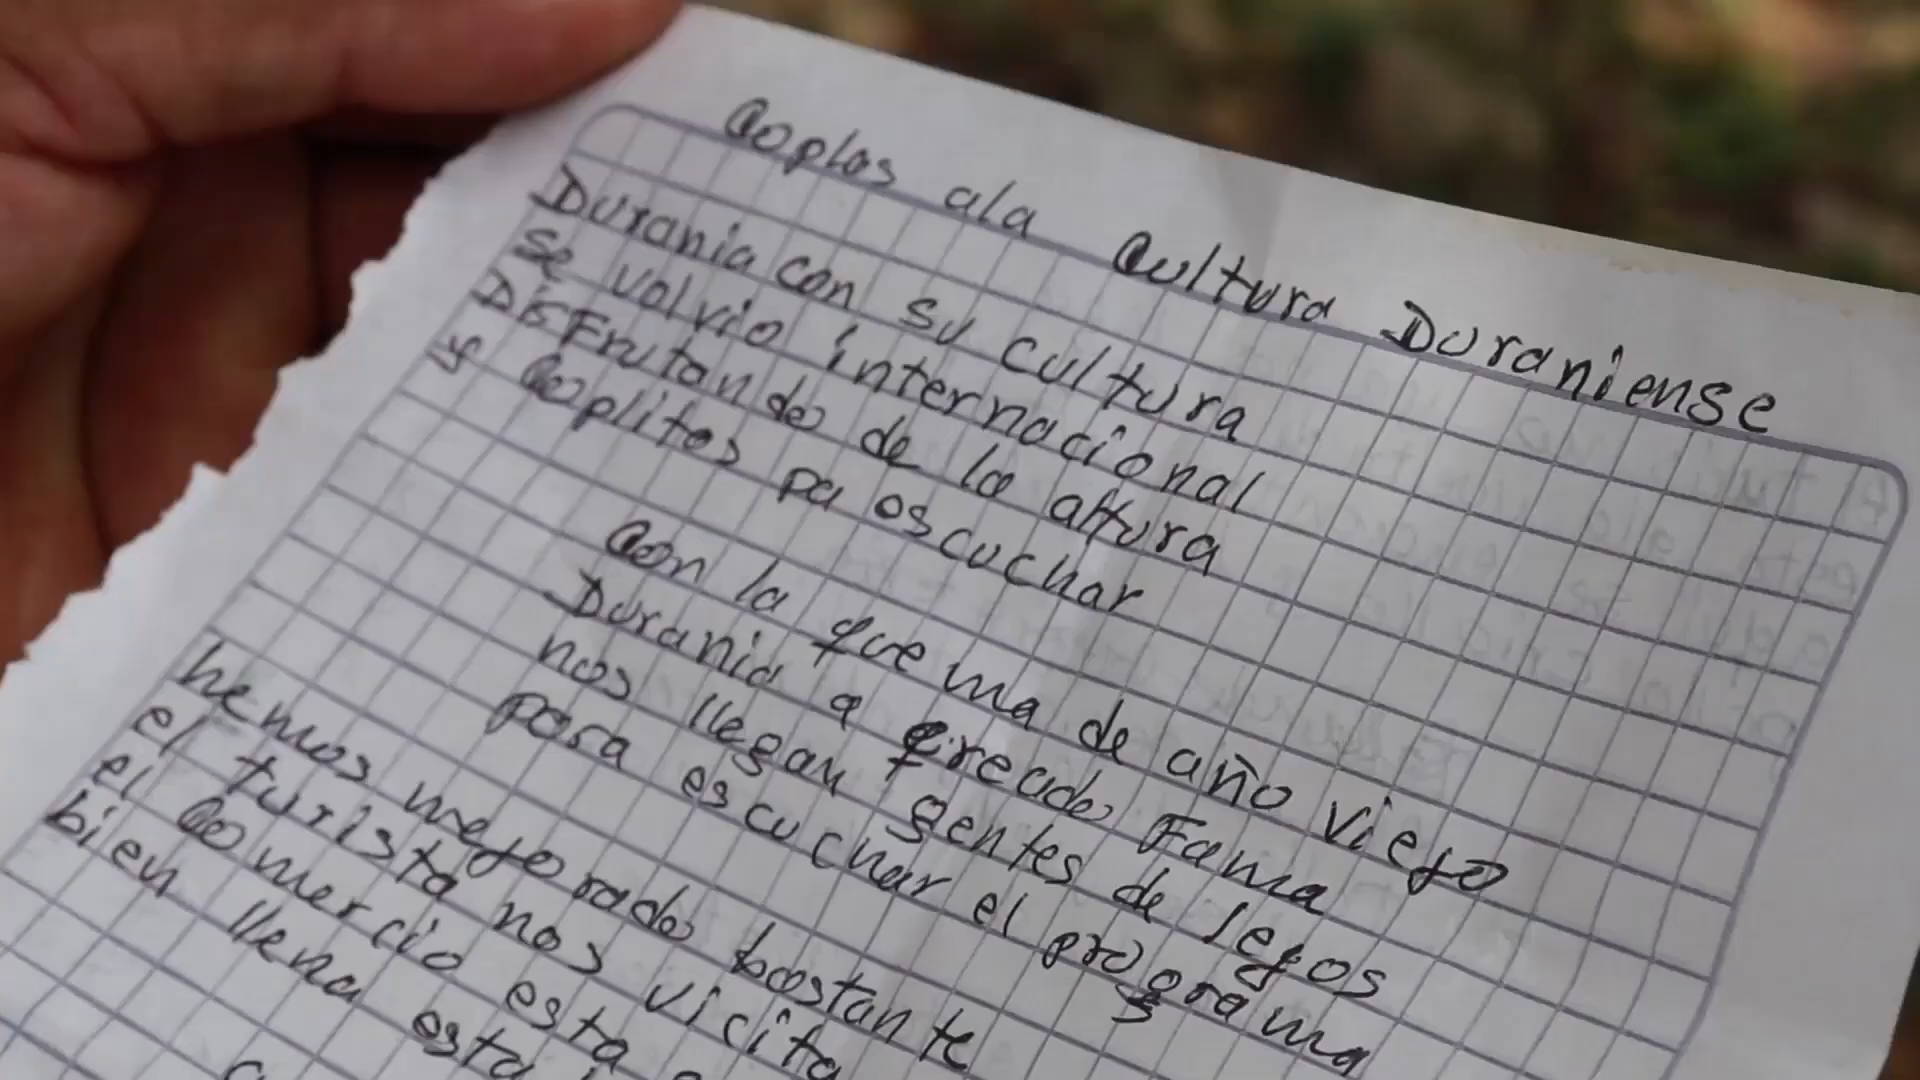 Coplas ala Cultura Duraniense
Durania con su cultura
se volvio internacional
DisFrutando de la altura
y Coplitas pa escuchar
Con la quema de año viejo
Durania a creado Fama
nos llegan gentes de lejos
para escuchar el programa
hemos mejorado bastante
el turista nos vicita
el Comercio esta
bien llena esta